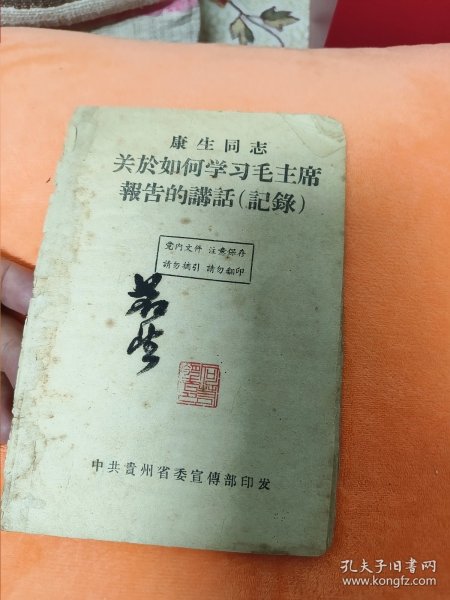 康生同志
关於如何学习毛主席
報告的講話(記錄)
党内文件 注意保存
請勿摘引 請勿翻印
中共貴州省委宣傳部印发
孔夫子旧书网
www.kongfz.com